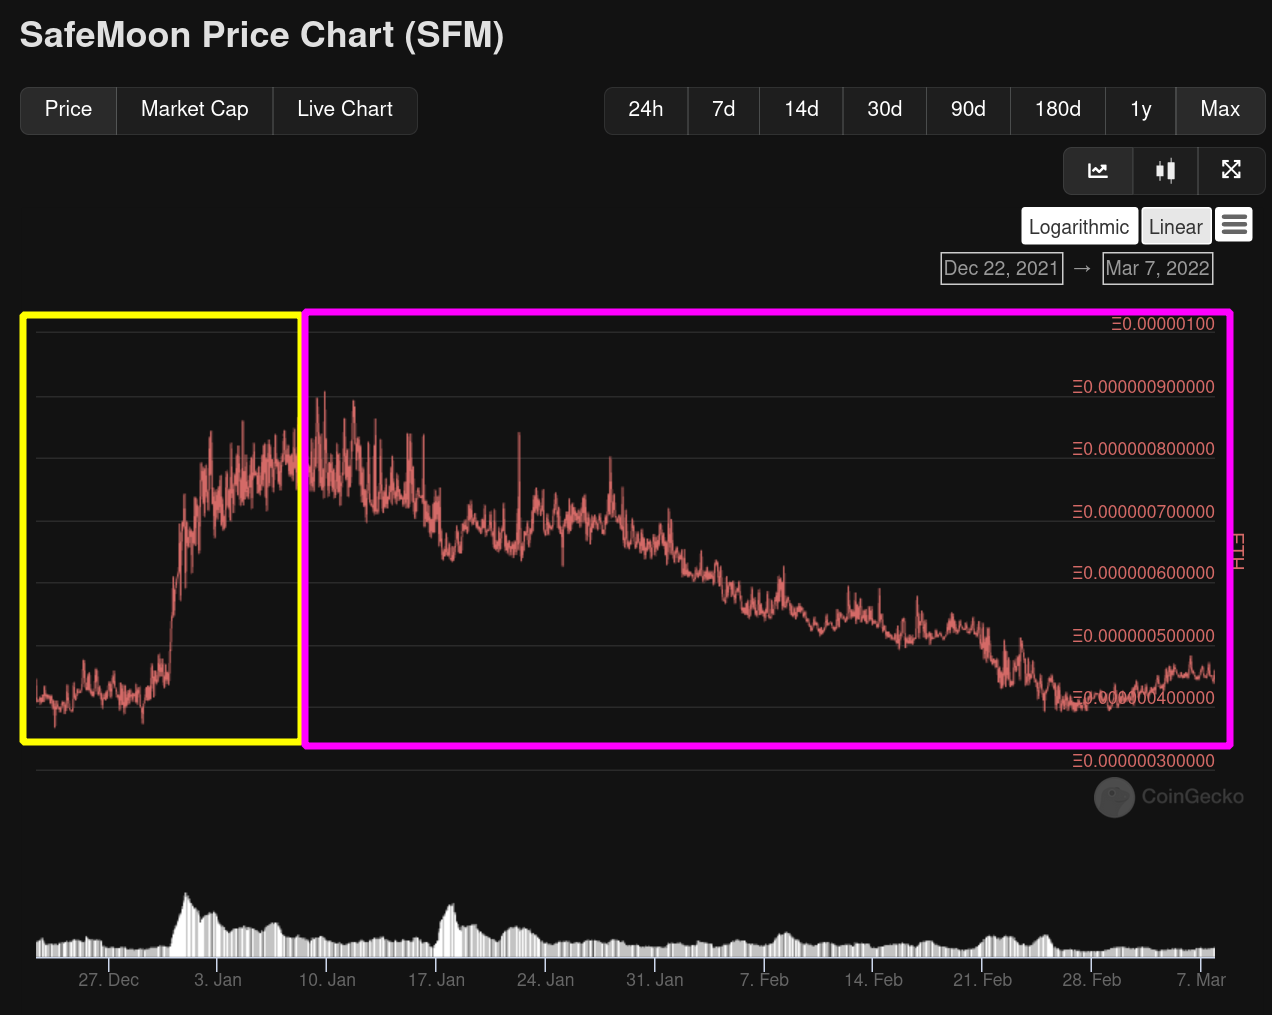 SafeMoon Price Chart (SFM)
Price Market Cap Live Chart 24h 7d 14d 30d 90d 180d 1y Max
Logarithmic Linear
Dec 22, 2021 → Mar 7, 2022
Ξ0.00000100
Ξ0.000000900000
Ξ0.000000800000
Ξ0.000000700000
ETH
Ξ0.000000600000
Ξ0.000000500000
Ξ0.000000400000
Ξ0.000000300000
CoinGecko
27. Dec 3. Jan 10. Jan 17. Jan 24. Jan 31. Jan 7. Feb 14. Feb 21. Feb 28. Feb 7. Mar